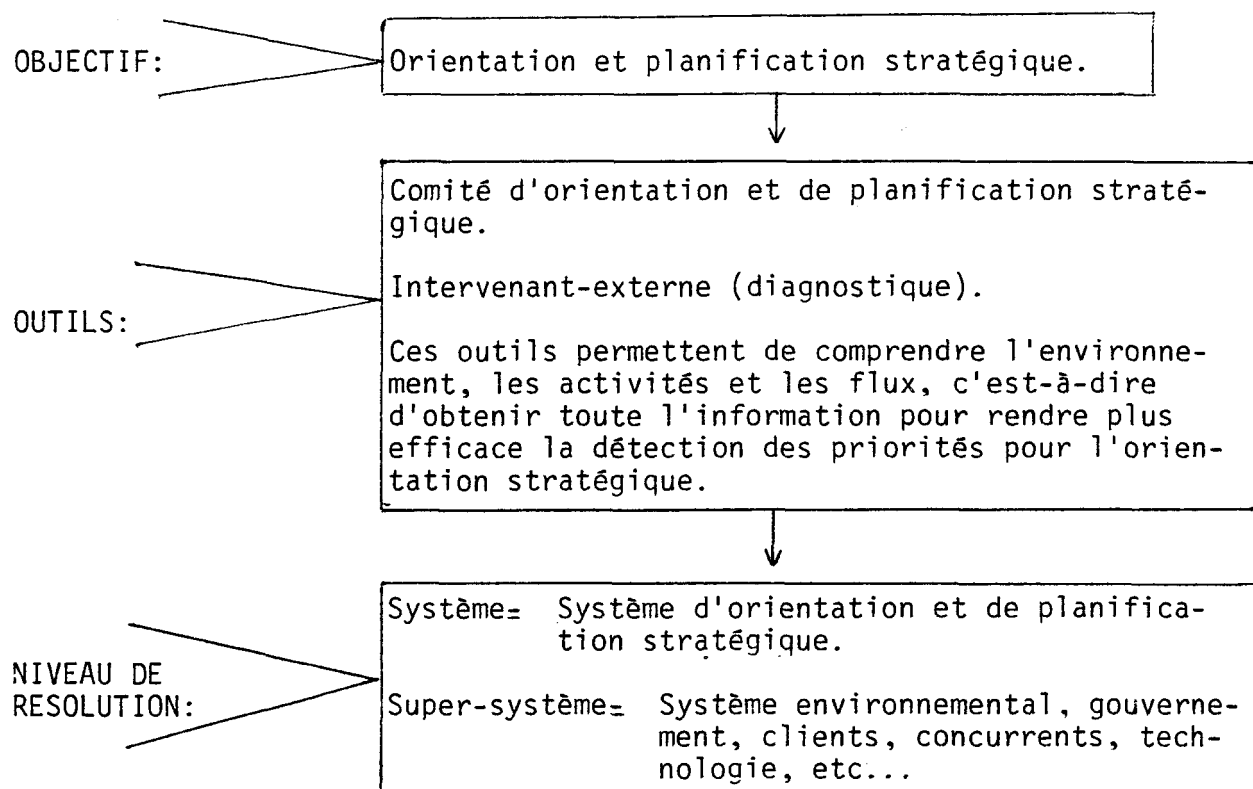 OBJECTIF:
Orientation et planification stratégique.
Comité d'orientation et de planification straté-
gique.
Intervenant-externe (diagnostique).
OUTILS:
Ces outils permettent de comprendre l'environne-
ment, les activités et les flux, c'est-à-dire
d'obtenir toute l'information pour rendre plus
efficace la détection des priorités pour l'orien-
tation stratégique.
NIVEAU DE
RESOLUTION:
Système= Système d'orientation et de planifica-
tion stratégique.
Super-système= Système environnemental, gouverne-
ment, clients, concurrents, tech-
nologie, etc...